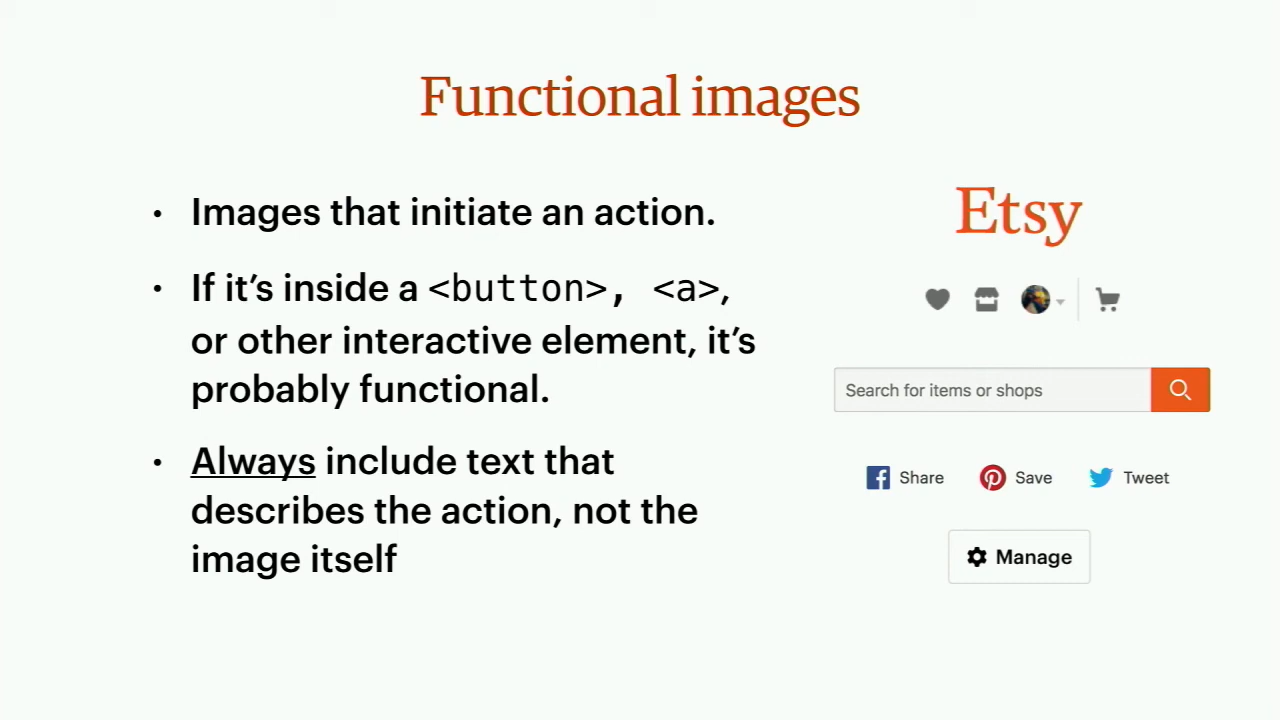 Functional images
• Images that initiate an action.
• If it’s inside a <button>, <a>,
or other interactive element, it’s
probably functional.
• Always include text that
describes the action, not the
image itself
Etsy
Search for items or shops
Share Save Tweet
Manage